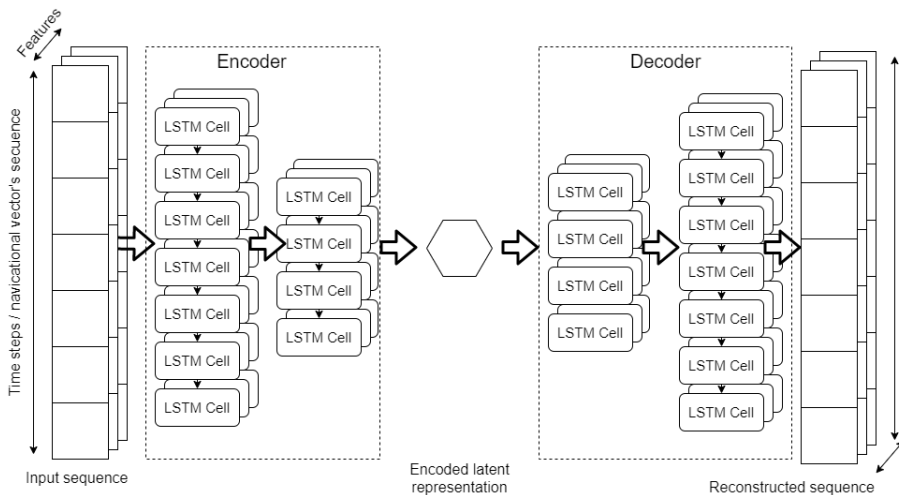 Features
Time steps / navicational vector's secuence
Encoder
LSTM Cell
LSTM Cell
LSTM Cell
LSTM Cell
LSTM Cell
LSTM Cell
LSTM Cell
LSTM Cell
LSTM Cell
LSTM Cell
LSTM Cell
Decoder
LSTM Cell
LSTM Cell
LSTM Cell
LSTM Cell
LSTM Cell
LSTM Cell
LSTM Cell
LSTM Cell
LSTM Cell
LSTM Cell
LSTM Cell
Input sequence
Encoded latent
representation
Reconstructed sequence